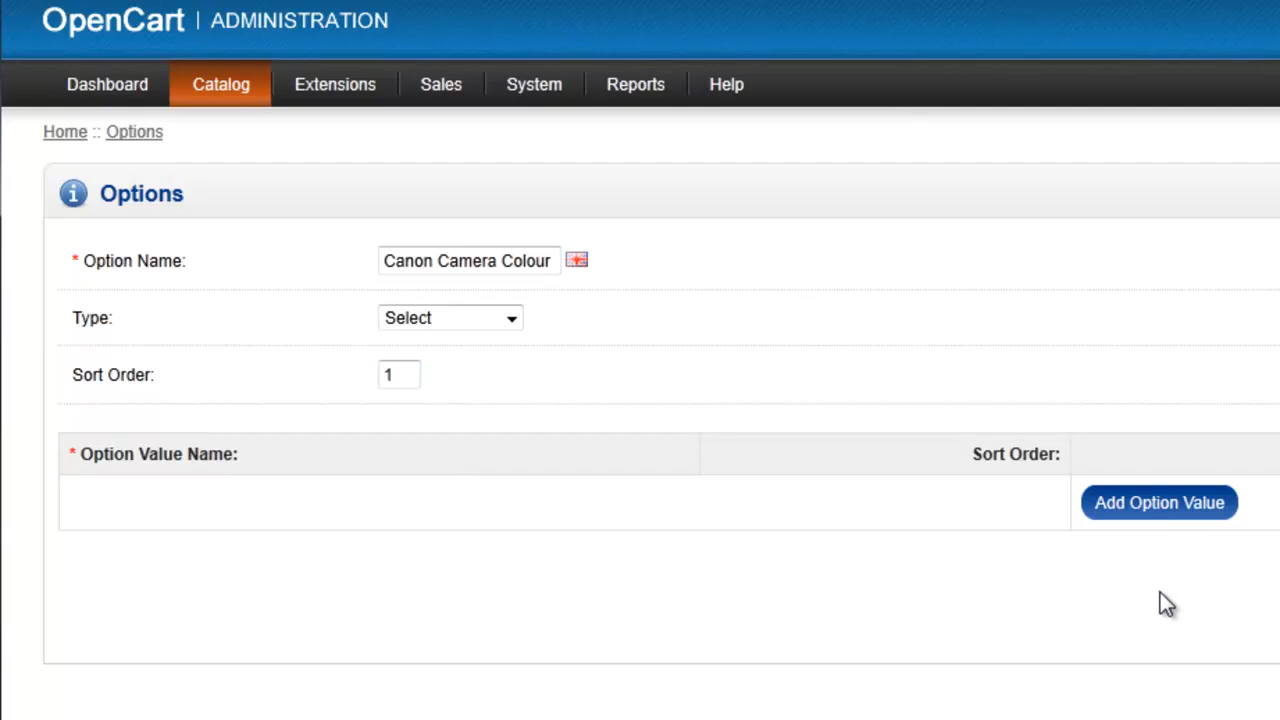 OpenCart | ADMINISTRATION
Dashboard Catalog Extensions Sales System Reports Help
Home :: Options
Options
* Option Name: Canon Camera Colour
Type: Select
Sort Order: 1
* Option Value Name: Sort Order:
Add Option Value